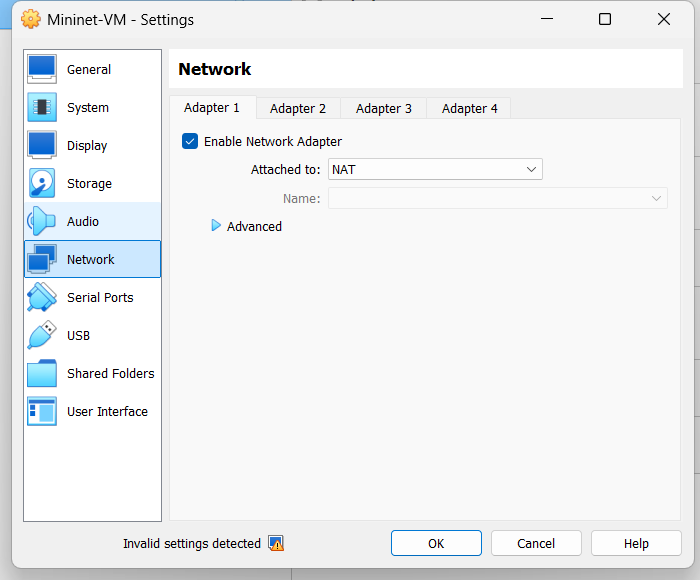 Mininet-VM - Settings
General
System
Display
Storage
Audio
Network
Serial Ports
USB
Shared Folders
User Interface
Network
Adapter 1 Adapter 2 Adapter 3 Adapter 4
Enable Network Adapter
Attached to: NAT
Name:
Advanced
Invalid settings detected
OK Cancel Help